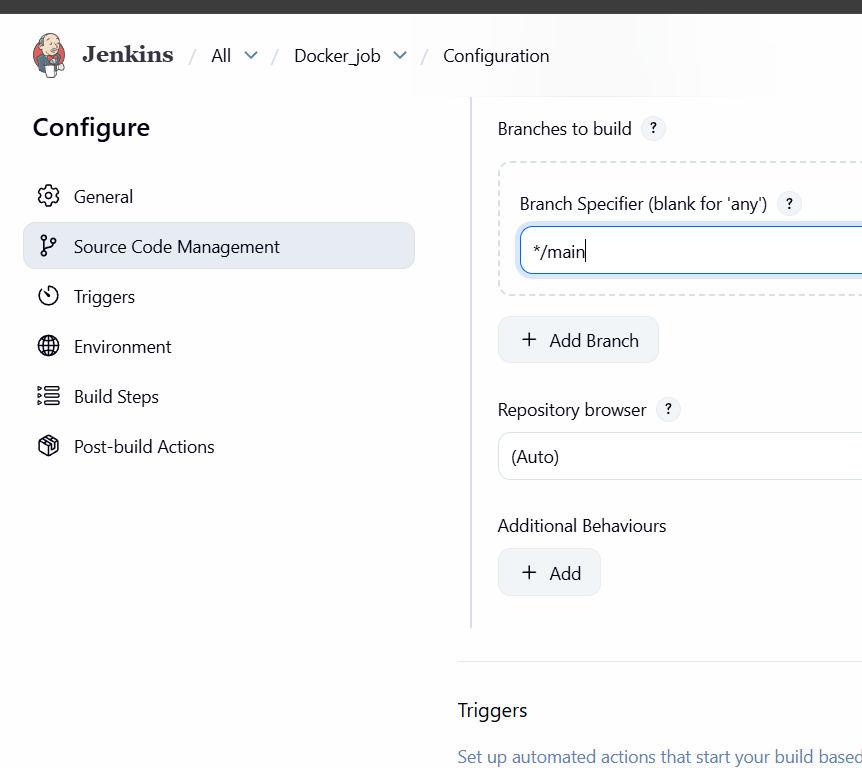 Jenkins / All / Docker_job / Configuration
Configure
General
Source Code Management
Triggers
Environment
Build Steps
Post-build Actions
Branches to build ?
Branch Specifier (blank for 'any') ?
*/main
+ Add Branch
Repository browser ?
(Auto)
Additional Behaviours
+ Add
Triggers
Set up automated actions that start your build based